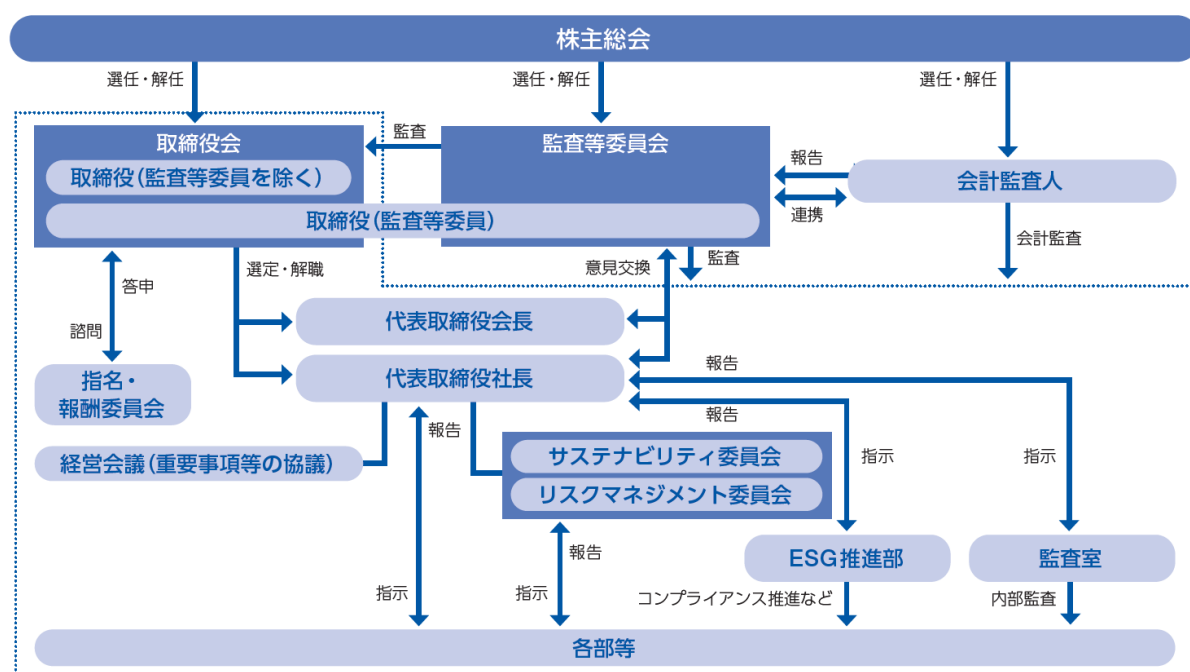 株主総会
選任・解任
選任・解任
選任・解任
取締役会
監査
監査等委員会
報告
会計監査人
取締役(監査等委員を除く)
連携
取締役(監査等委員)
会計監査
選定・解職
意見交換
監査
答申
諮問
代表取締役会長
代表取締役社長
報告
指名・
報酬委員会
報告
報告
経営会議(重要事項等の協議)
サステナビリティ委員会
指示
指示
リスクマネジメント委員会
報告
ESG推進部
監査室
指示
指示
コンプライアンス推進など
内部監査
各部等